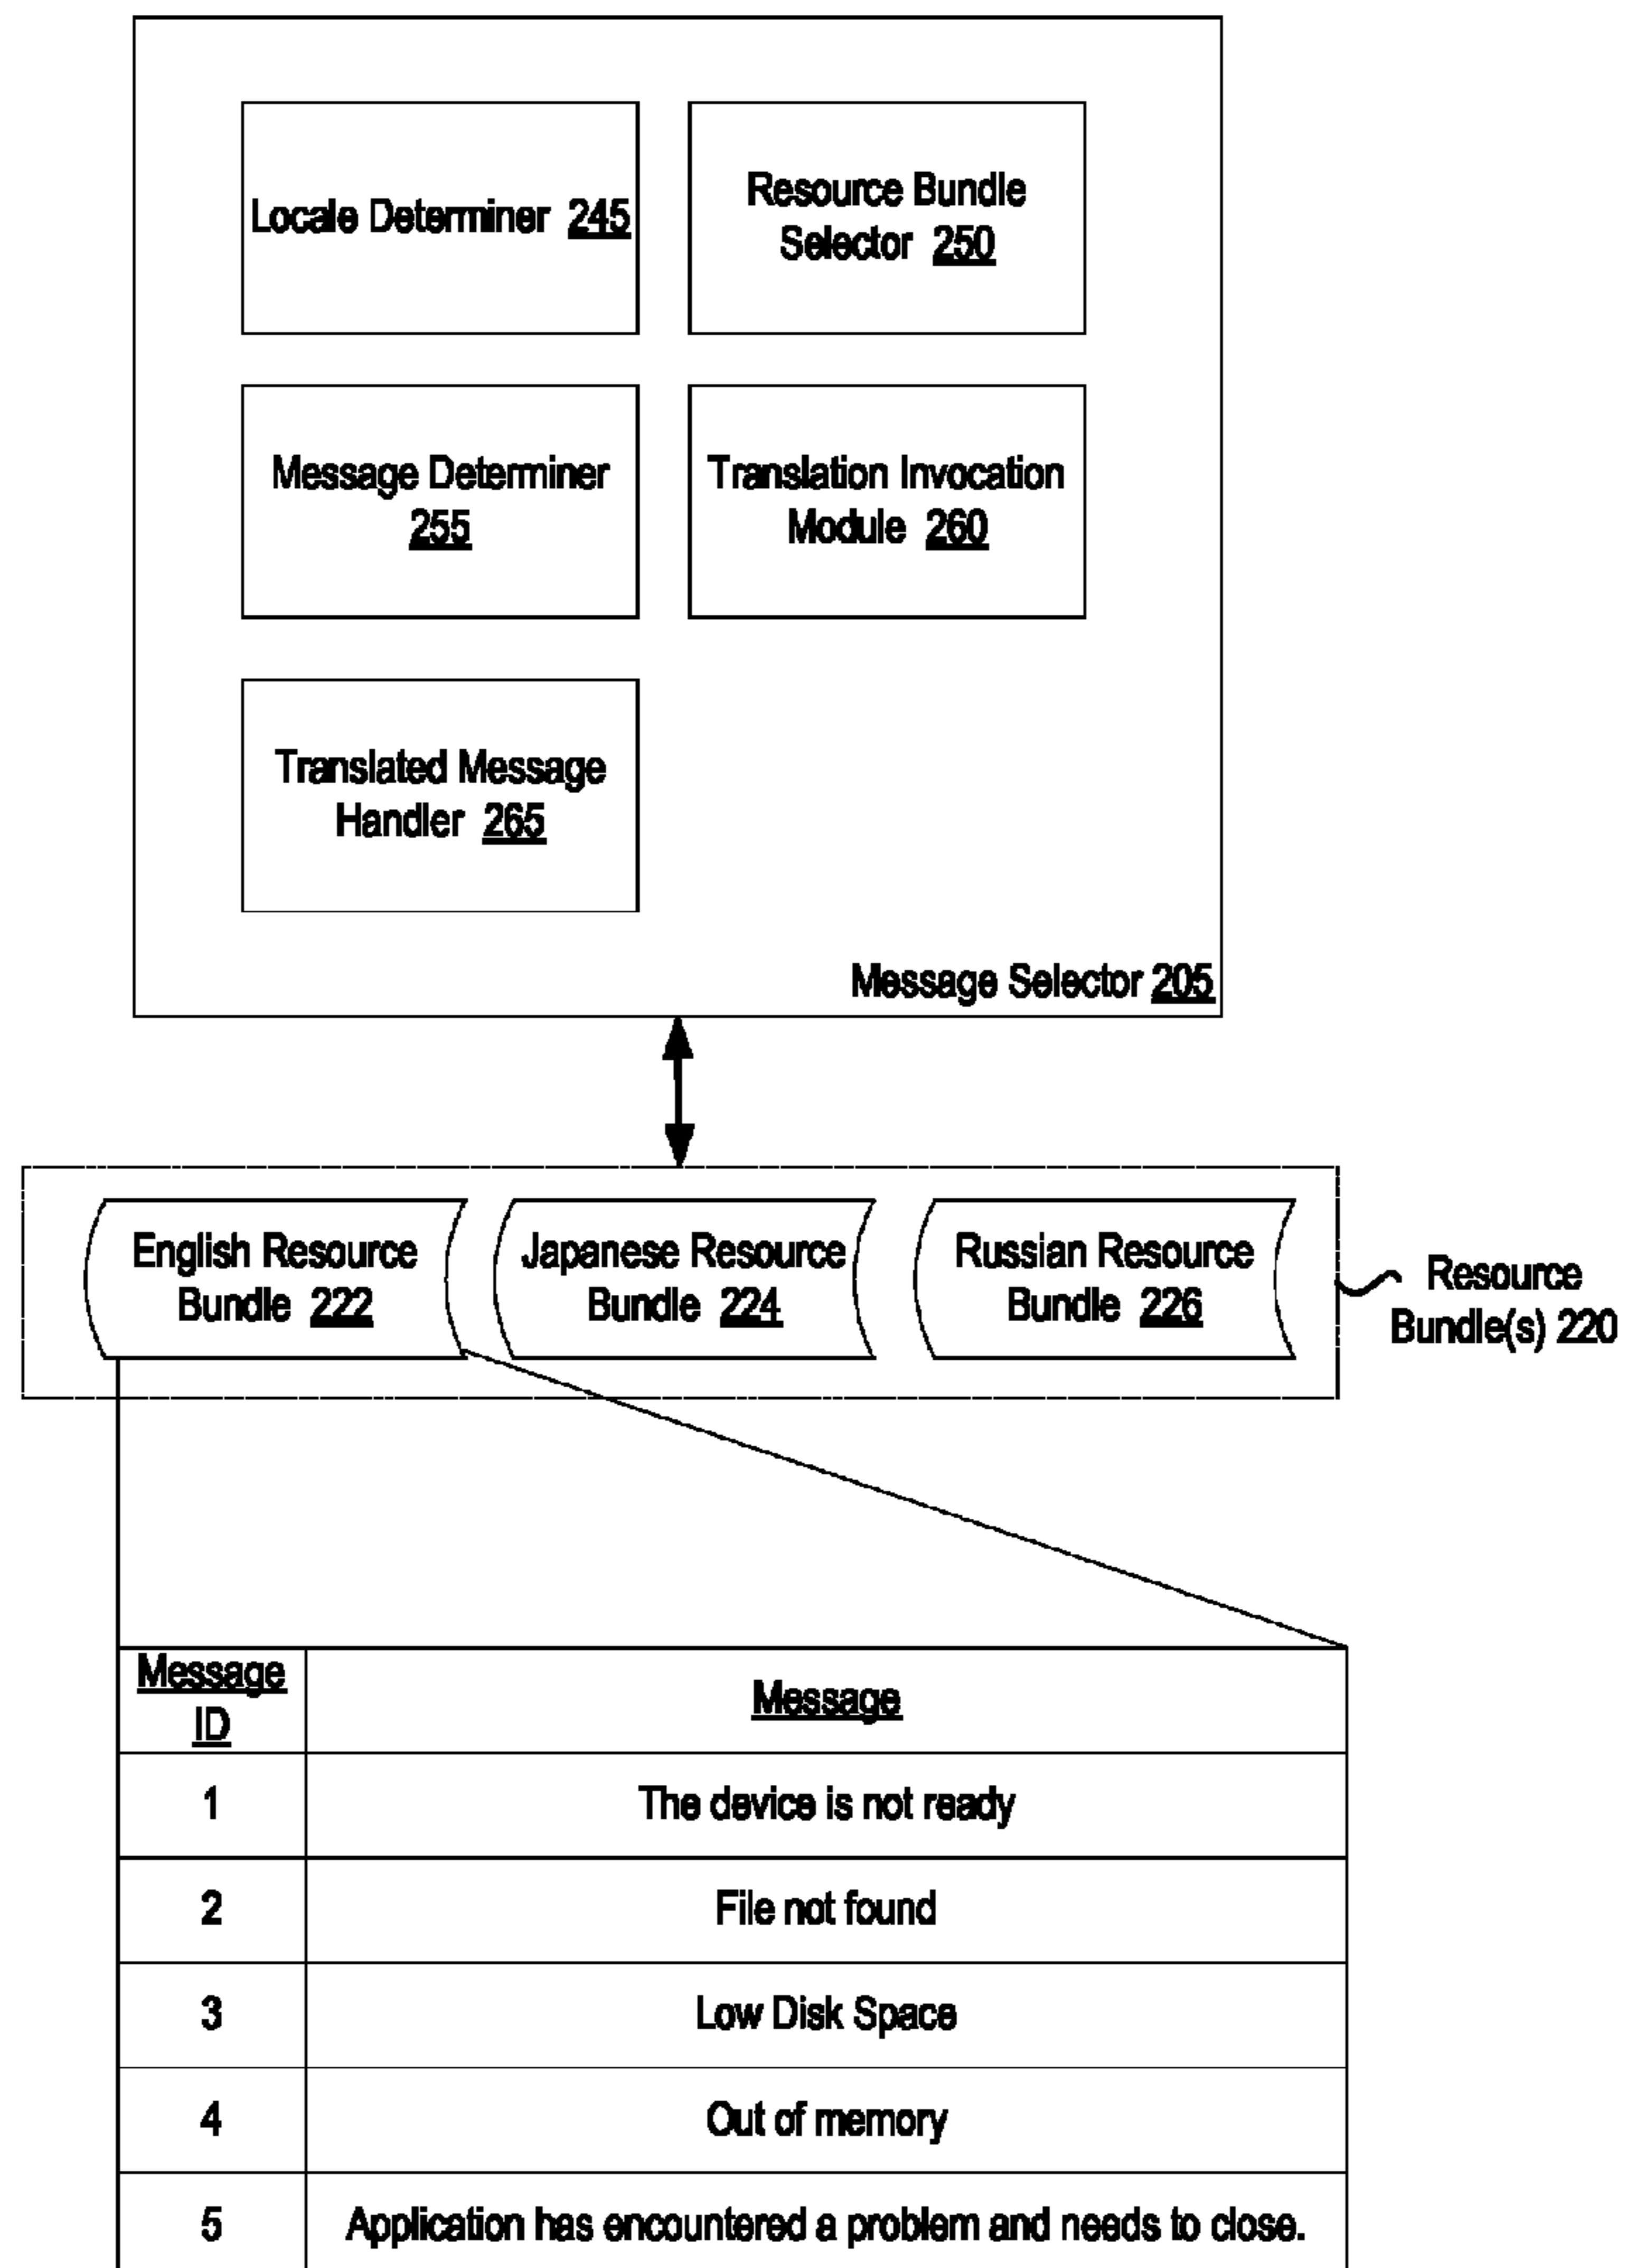 Locale Determiner 245
Resource Bundle
Selector 250
Message Determiner
255
Translation Invocation
Module 260
Translated Message
Handler 265
Message Selector 205
English Resource
Bundle 222
Japanese Resource
Bundle 224
Russian Resource
Bundle 226
Resource
Bundle(s) 220
Message
ID
Message
1
The device is not ready
2
File not found
3
Low Disk Space
4
Out of memory
5
Application has encountered a problem and needs to close.